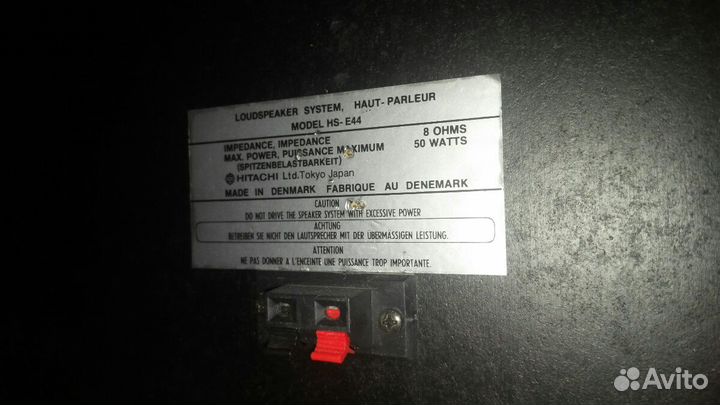 LOUDSPEAKER SYSTEM, HAUT-PARLEUR
MODEL HS-E44
IMPEDANCE, IMPEDANCE 8 OHMS
MAX. POWER, PUISSANCE MAXIMUM 50 WATTS
(SPITZENBELASTBARKEIT)
HITACHI Ltd. Tokyo Japan
MADE IN DENMARK FABRIQUE AU DENEMARK
CAUTION
DO NOT DRIVE THE SPEAKER SYSTEM WITH EXCESSIVE POWER
ACHTUNG
BETREIBEN SIE NICHT DEN LAUTSPRECHER MIT DER ÜBERMÄSSIGEN LEISTUNG.
ATTENTION
NE PAS DONNER A L'ENCEINTE UNE PUISSANCE TROP IMPORTANTE.
Avito